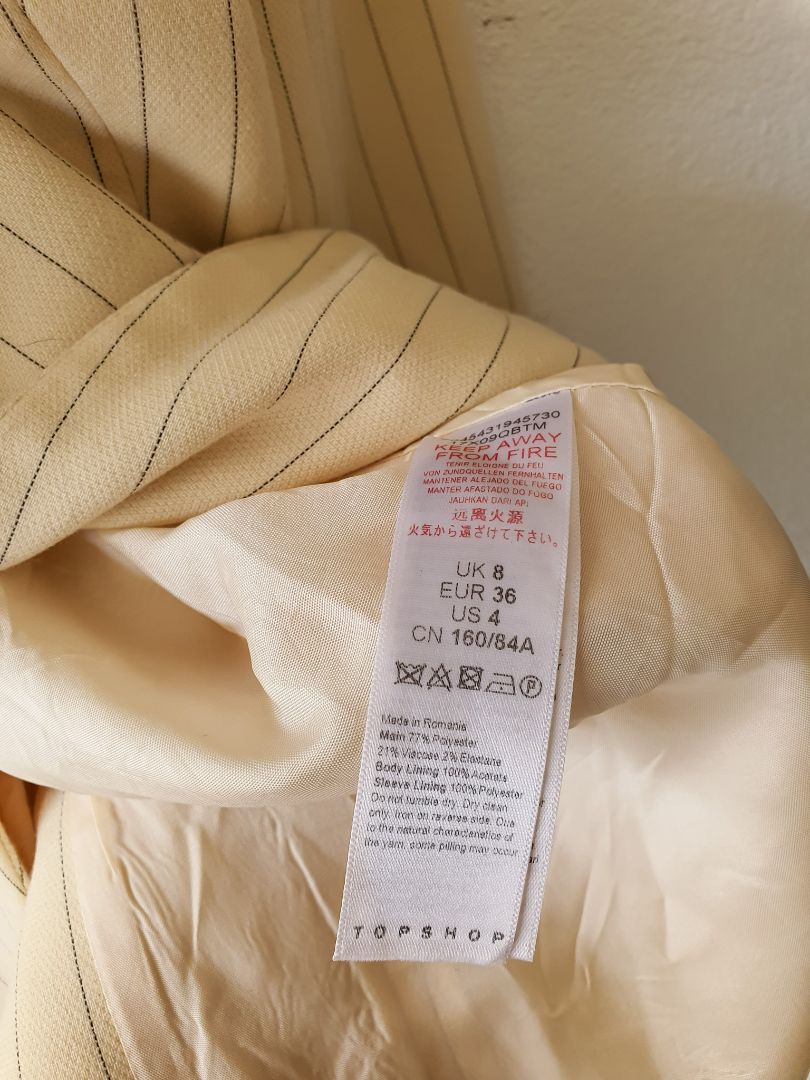 145431945730
17X09QBTM
KEEP AWAY
FROM FIRE
TENIR ELOIGNE DU FEU
VON ZUNDQUELLEN FERNHALTEN
MANTENER ALEJADO DEL FUEGO
MANTER AFASTADO DO FOGO
JAUHKAN DARI API
远离火源
火気から遠ざけて下さい。
UK 8
EUR 36
US 4
CN 160/84A
P
Made in Romania
Main 77% Polyester
21% Viscose 2% Elastane
Body Lining 100% Acetate
Sleeve Lining 100% Polyester
Do not tumble dry. Dry clean
only. Iron on reverse side. Due
to the natural characteristics of
the yarn, some pilling may occur
TOPSHOP